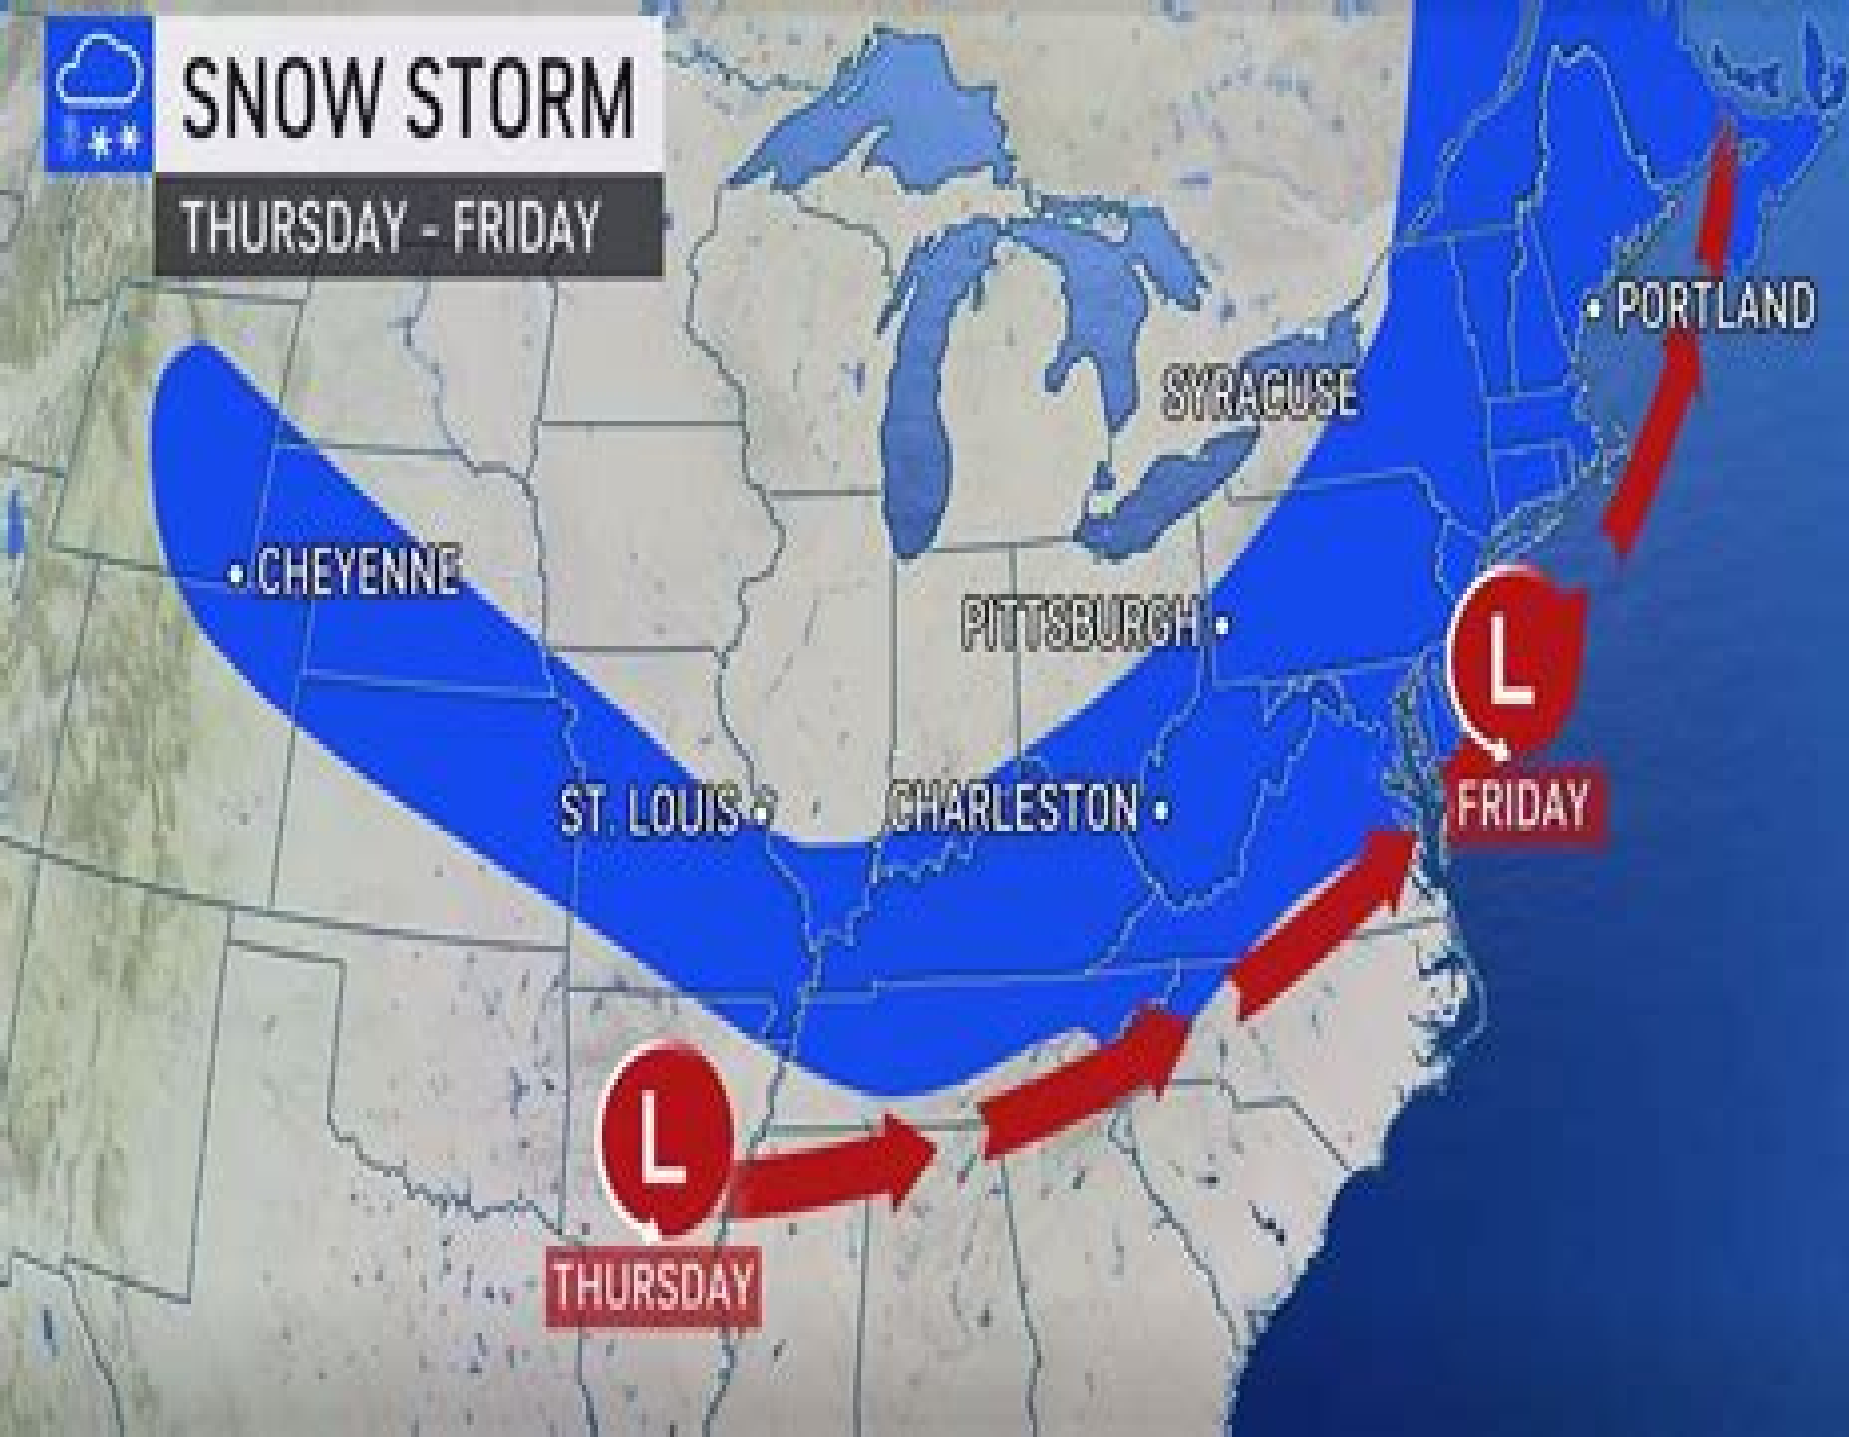 SNOW STORM
THURSDAY - FRIDAY
PORTLAND
SYRACUSE
CHEYENNE
PITTSBURGH
L
ST. LOUIS
CHARLESTON
FRIDAY
L
THURSDAY